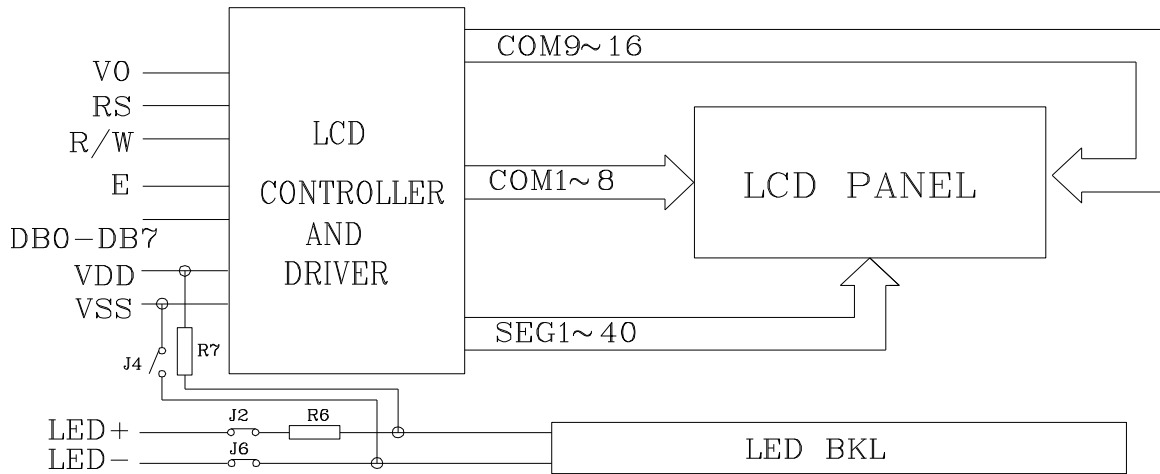 COM9~16
VO
RS
R/W
E
DB0-DB7
VDD
VSS
LCD
CONTROLLER
AND
DRIVER
COM1~8
LCD PANEL
SEG1~40
J4
R7
LED+
LED-
J2
R6
J6
LED BKL